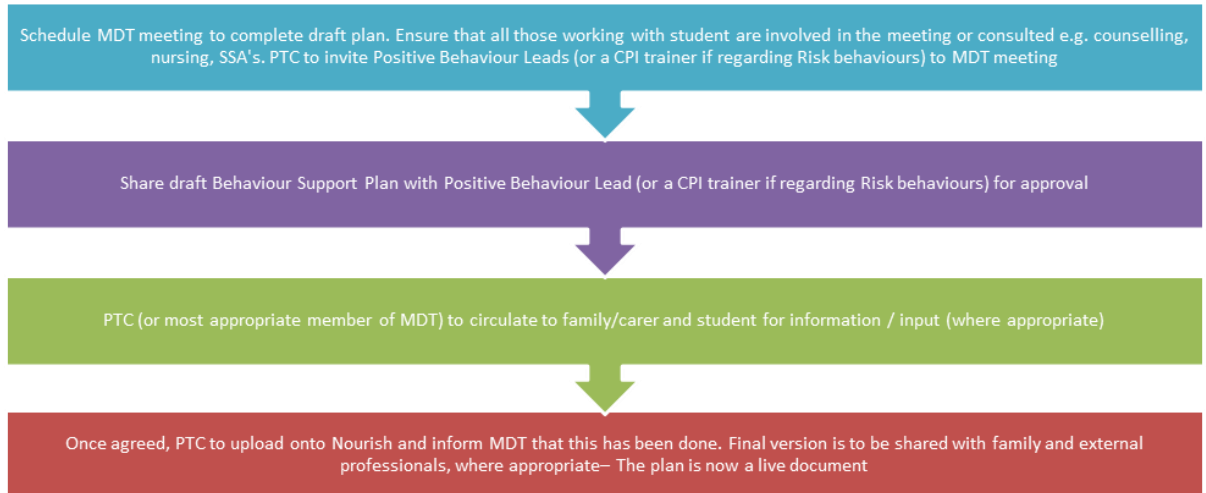 Schedule MDT meeting to complete draft plan. Ensure that all those working with student are involved in the meeting or consulted e.g. counselling,
nursing, SSA's. PTC to invite Positive Behaviour Leads (or a CPI trainer if regarding Risk behaviours) to MDT meeting
Share draft Behaviour Support Plan with Positive Behaviour Lead (or a CPI trainer if regarding Risk behaviours) for approval
PTC (or most appropriate member of MDT) to circulate to family/carer and student for information / input (where appropriate)
Once agreed, PTC to upload onto Nourish and inform MDT that this has been done. Final version is to be shared with family and external
professionals, where appropriate– The plan is now a live document